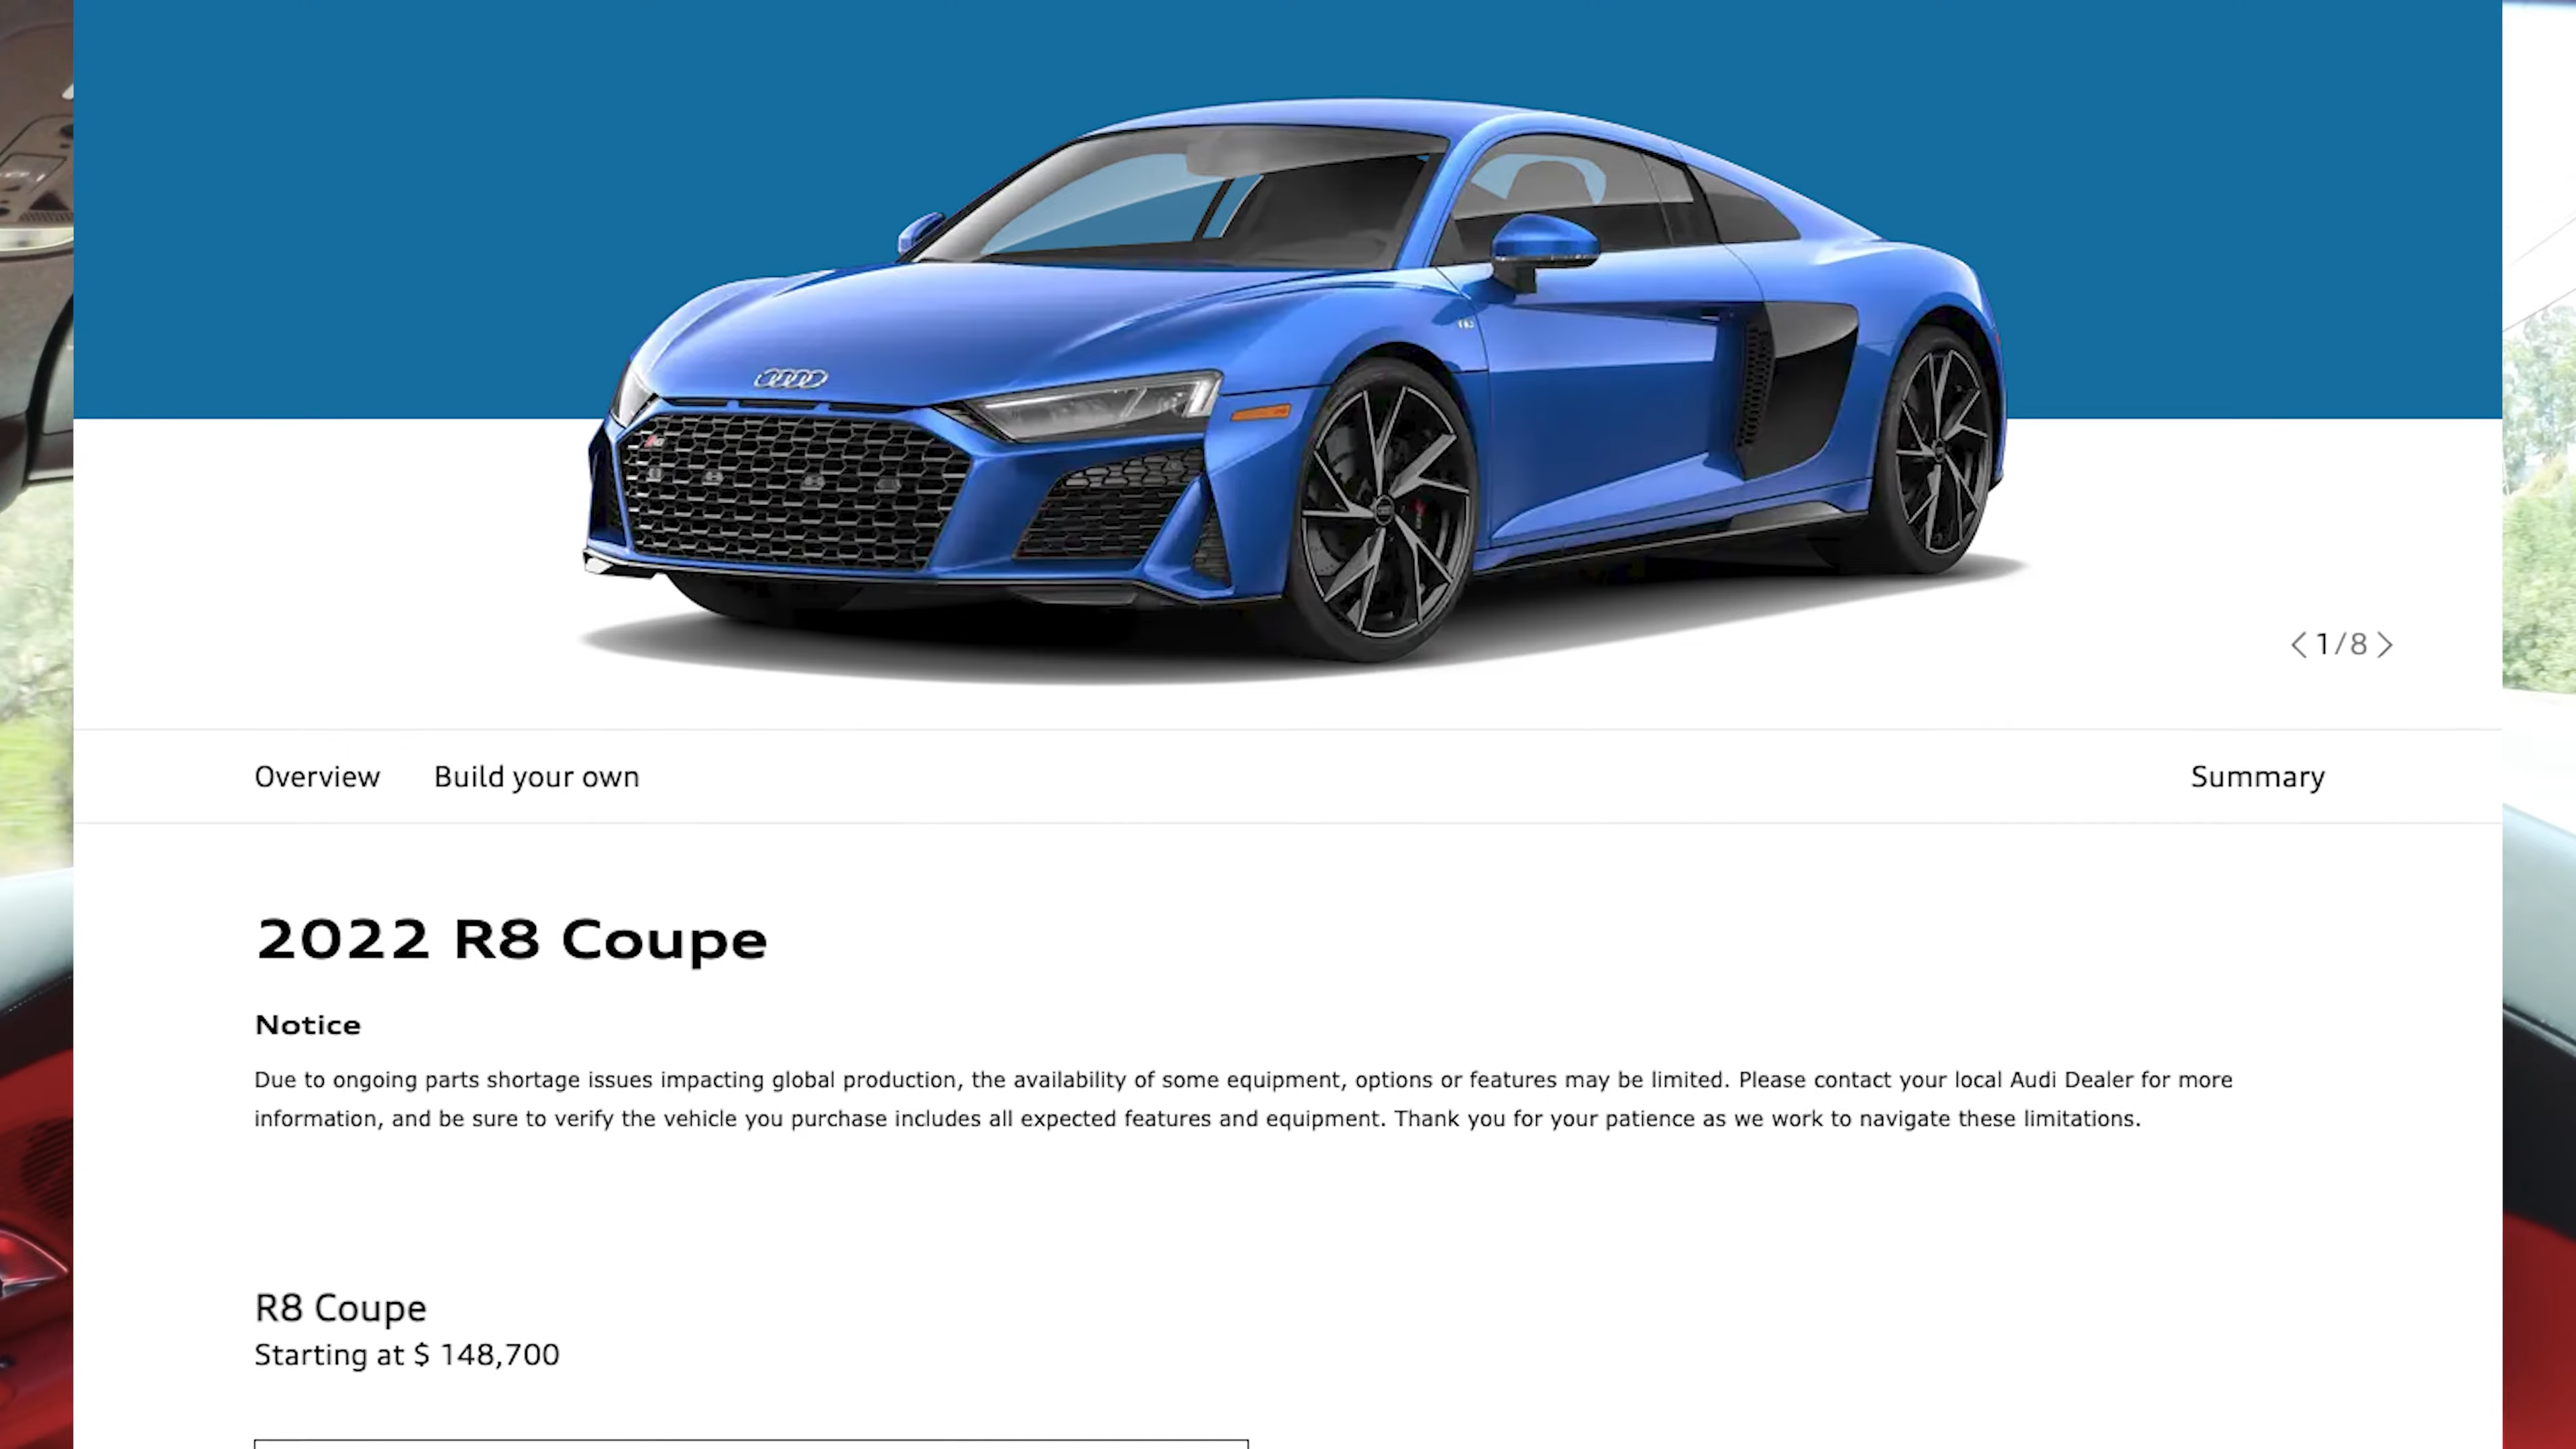 1/8
Overview Build your own Summary
2022 R8 Coupe
Notice
Due to ongoing parts shortage issues impacting global production, the availability of some equipment, options or features may be limited. Please contact your local Audi Dealer for more
information, and be sure to verify the vehicle you purchase includes all expected features and equipment. Thank you for your patience as we work to navigate these limitations.
R8 Coupe
Starting at $ 148,700